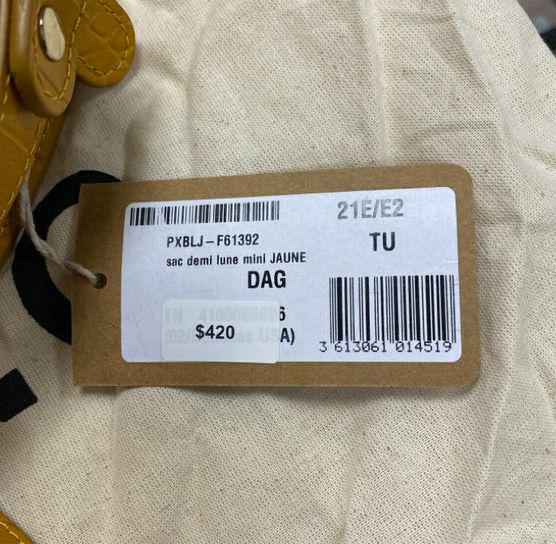 21E/E2
PXBLJ-F61392
TU
sac demi lune mini JAUNE
DAG
$420
3 613061 014519